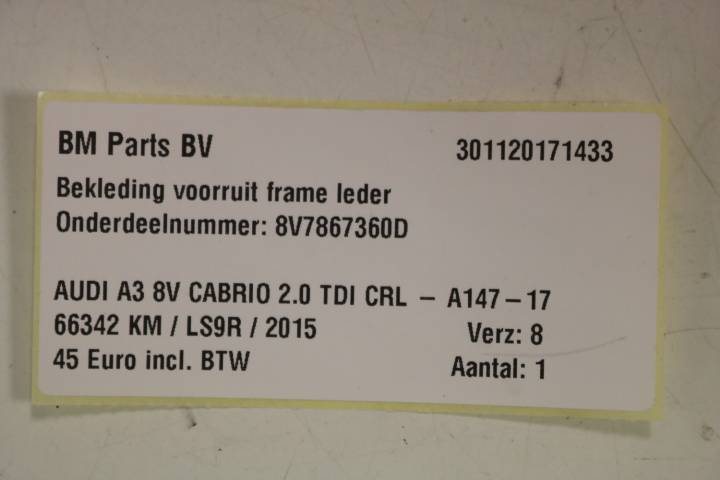 BM Parts BV 301120171433
Bekleding voorruit frame leder
Onderdeelnummer: 8V7867360D
AUDI A3 8V CABRIO 2.0 TDI CRL – A147–17
66342 KM / LS9R / 2015 Verz: 8
45 Euro incl. BTW Aantal: 1